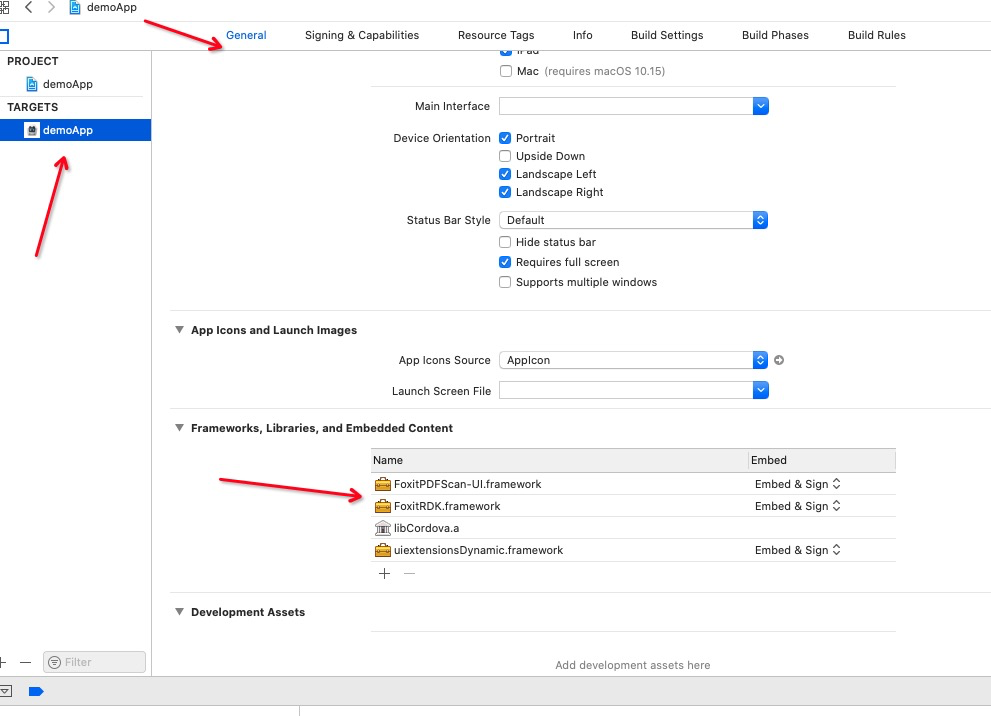 demoApp
General Signing & Capabilities Resource Tags Info Build Settings Build Phases Build Rules
PROJECT
demoApp
TARGETS
demoApp
iPad
Mac (requires macOS 10.15)
Main Interface
Device Orientation Portrait
Upside Down
Landscape Left
Landscape Right
Status Bar Style Default
Hide status bar
Requires full screen
Supports multiple windows
App Icons and Launch Images
App Icons Source AppIcon
Launch Screen File
Frameworks, Libraries, and Embedded Content
Name Embed
FoxitPDFScan-UI.framework Embed & Sign
FoxitRDK.framework Embed & Sign
libCordova.a
uiextensionsDynamic.framework Embed & Sign
Development Assets
Add development assets here
Filter